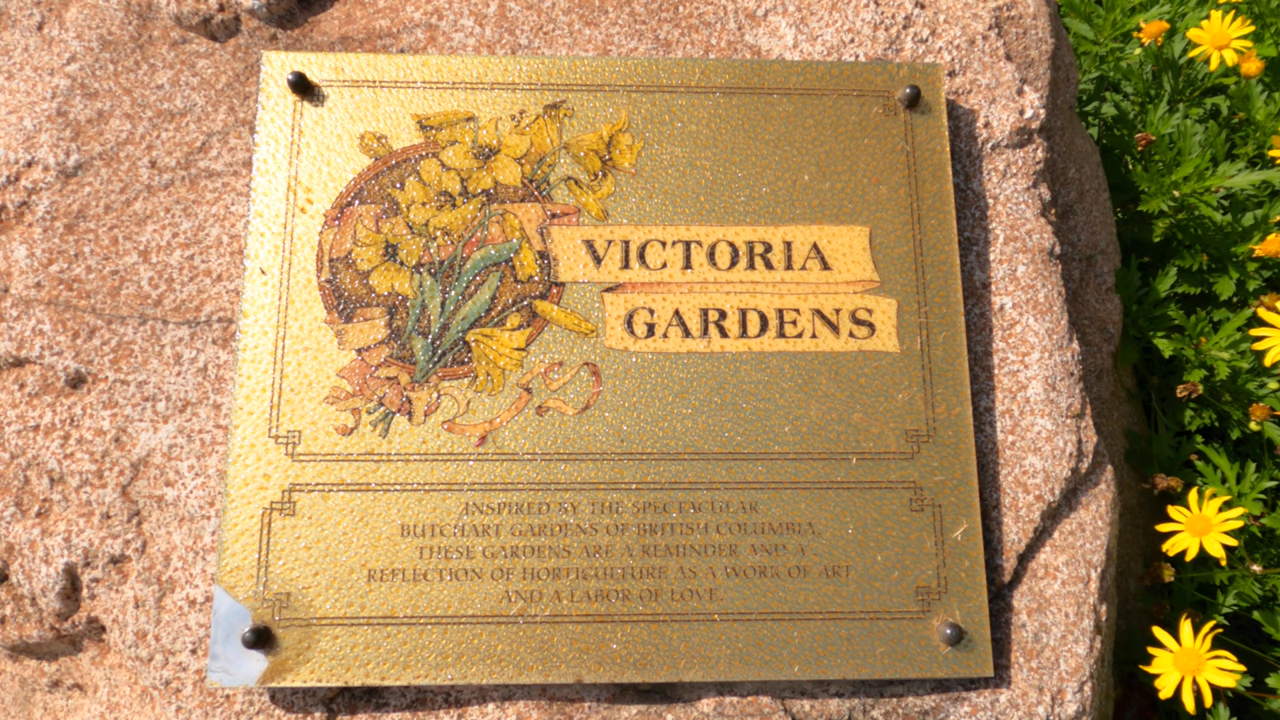 VICTORIA
GARDENS
INSPIRED BY THE SPECTACULAR
BUTCHART GARDENS OF BRITISH COLUMBIA,
THESE GARDENS ARE A REMINDER AND A
REFLECTION OF HORTICULTURE AS A WORK OF ART
AND A LABOR OF LOVE.